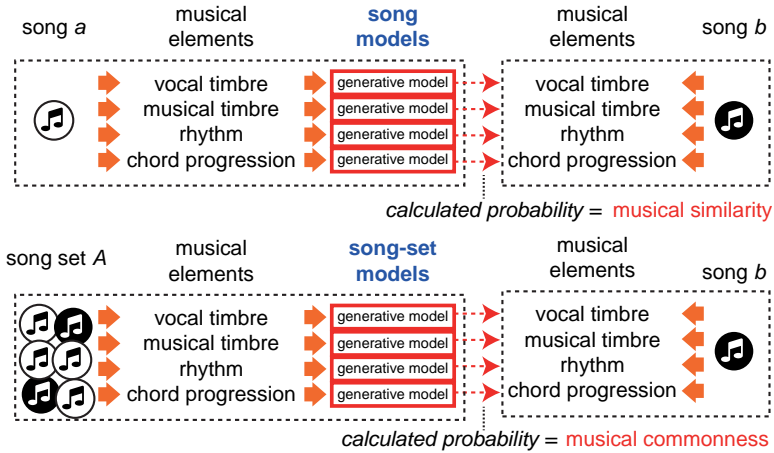 song a
musical
elements
song
models
musical
elements
song b
vocal timbre generative model vocal timbre
musical timbre generative model musical timbre
rhythm generative model rhythm
chord progression generative model chord progression
calculated probability = musical similarity
song set A
musical
elements
song-set
models
musical
elements
song b
vocal timbre generative model vocal timbre
musical timbre generative model musical timbre
rhythm generative model rhythm
chord progression generative model chord progression
calculated probability = musical commonness